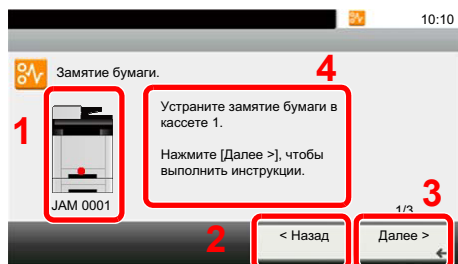 10:10
Замятие бумаги.
4
1
Устраните замятие бумаги в
кассете 1.
Нажмите [Далее >], чтобы
выполнить инструкции.
JAM 0001
3
1/3
2
< Назад
Далее >